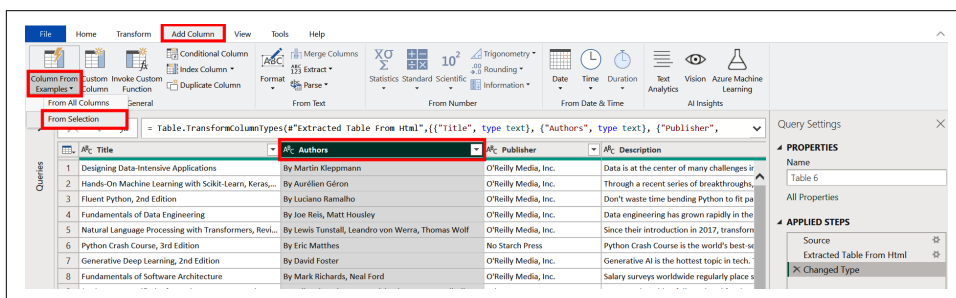 File Home Transform Add Column View Tools Help
Column From Examples Custom Column Invoke Custom Function Conditional Column Index Column Duplicate Column General
Format Merge Columns Extract Parse From Text
Statistics Standard Scientific Trigonometry Rounding Information From Number
Date Time Duration From Date & Time
Text Analytics Vision Azure Machine Learning AI Insights
From All Columns
From Selection
= Table.TransformColumnTypes(#"Extracted Table From Html",{{"Title", type text}, {"Authors", type text}, {"Publisher",
Queries
Title Authors Publisher Description
1 Designing Data-Intensive Applications By Martin Kleppmann O'Reilly Media, Inc. Data is at the center of many challenges in
2 Hands-On Machine Learning with Scikit-Learn, Keras,... By Aurélien Géron O'Reilly Media, Inc. Through a recent series of breakthroughs,
3 Fluent Python, 2nd Edition By Luciano Ramalho O'Reilly Media, Inc. Don't waste time bending Python to fit pa
4 Fundamentals of Data Engineering By Joe Reis, Matt Housley O'Reilly Media, Inc. Data engineering has grown rapidly in the
5 Natural Language Processing with Transformers, Revi... By Lewis Tunstall, Leandro von Werra, Thomas Wolf O'Reilly Media, Inc. Since their introduction in 2017, transform
6 Python Crash Course, 3rd Edition By Eric Matthes No Starch Press Python Crash Course is the world's best-se
7 Generative Deep Learning, 2nd Edition By David Foster O'Reilly Media, Inc. Generative AI is the hottest topic in tech.
8 Fundamentals of Software Architecture By Mark Richards, Neal Ford O'Reilly Media, Inc. Salary surveys worldwide regularly place s
Query Settings
PROPERTIES
Name
Table 6
All Properties
APPLIED STEPS
Source
Extracted Table From Html
Changed Type